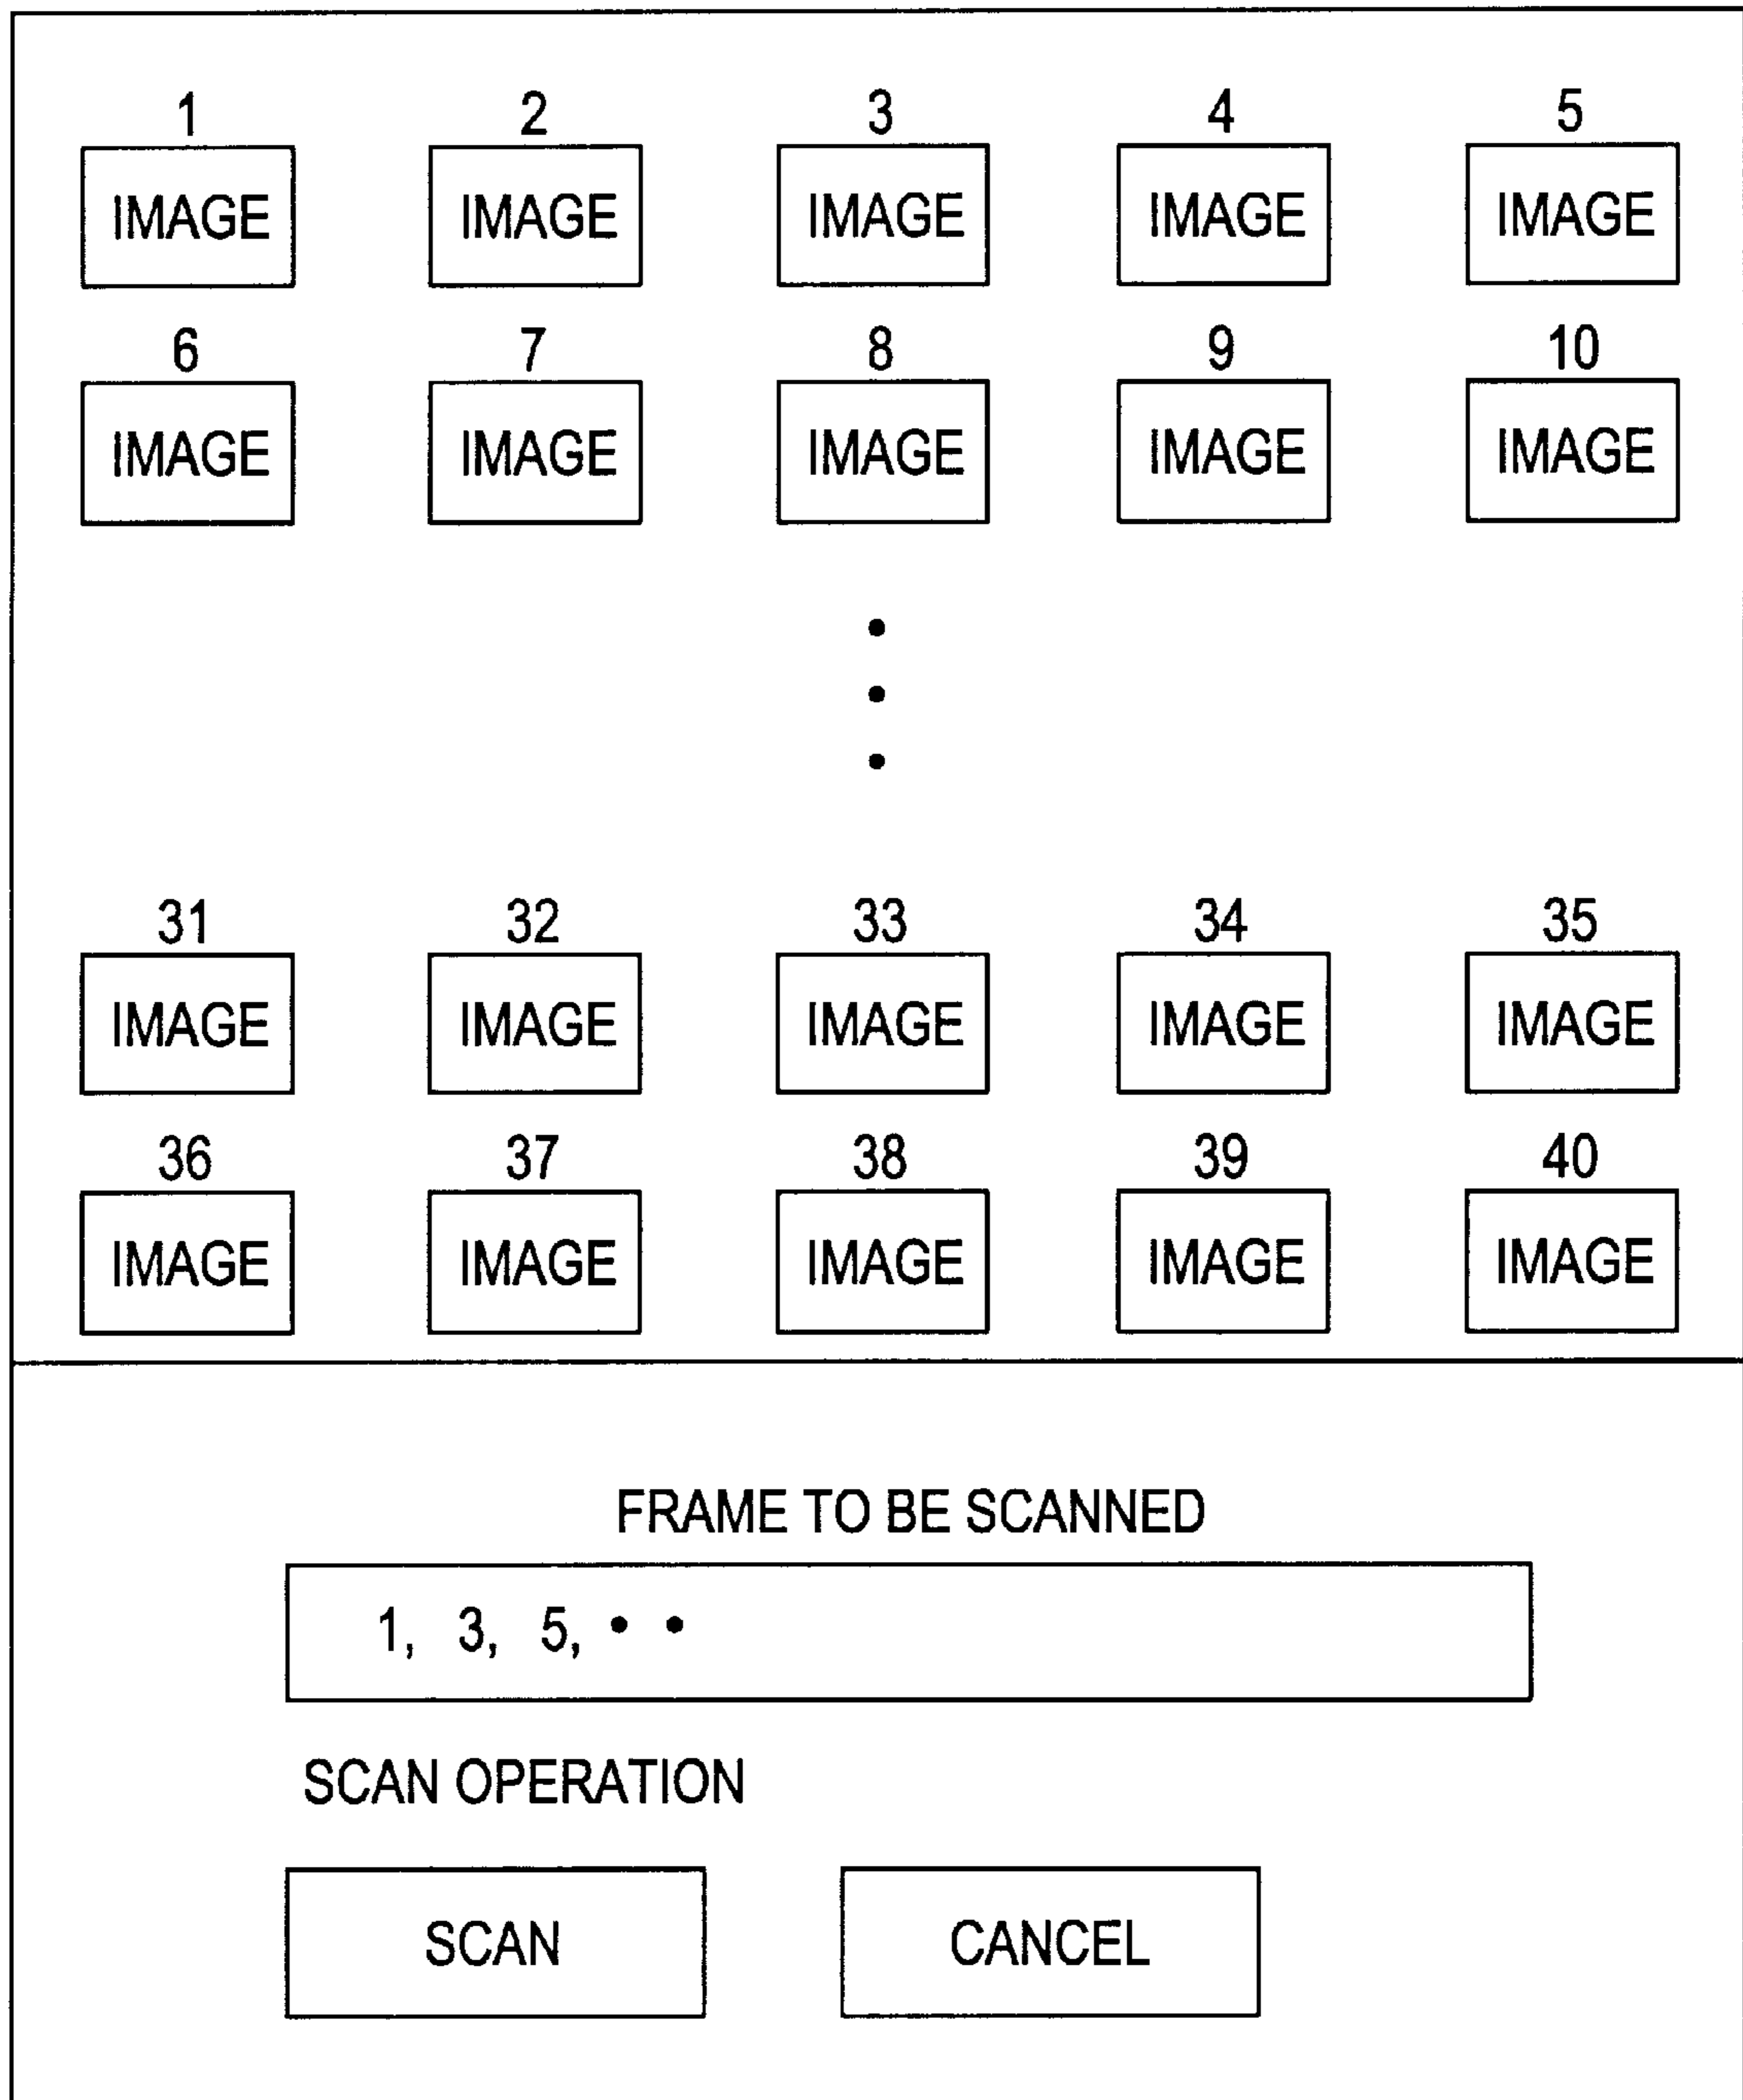 1 2 3 4 5
IMAGE IMAGE IMAGE IMAGE IMAGE
6 7 8 9 10
IMAGE IMAGE IMAGE IMAGE IMAGE
31 32 33 34 35
IMAGE IMAGE IMAGE IMAGE IMAGE
36 37 38 39 40
IMAGE IMAGE IMAGE IMAGE IMAGE
FRAME TO BE SCANNED
1, 3, 5, • •
SCAN OPERATION
SCAN CANCEL